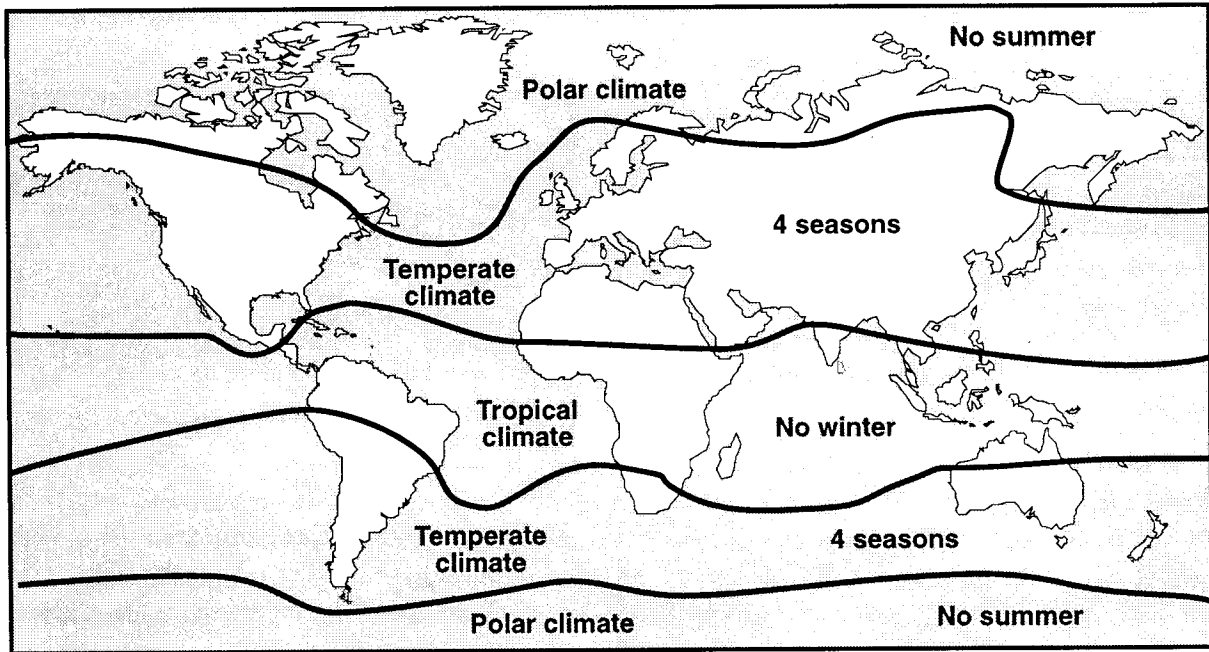 No summer
Polar climate
4 seasons
Temperate
climate
Tropical
climate
No winter
Temperate
climate
4 seasons
Polar climate
No summer